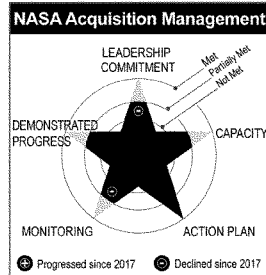 NASA Acquisition Management
LEADERSHIP
COMMITMENT
Met
Partially Met
Not Met
DEMONSTRATED
PROGRESS
CAPACITY
MONITORING
ACTION PLAN
Progressed since 2017
Declined since 2017